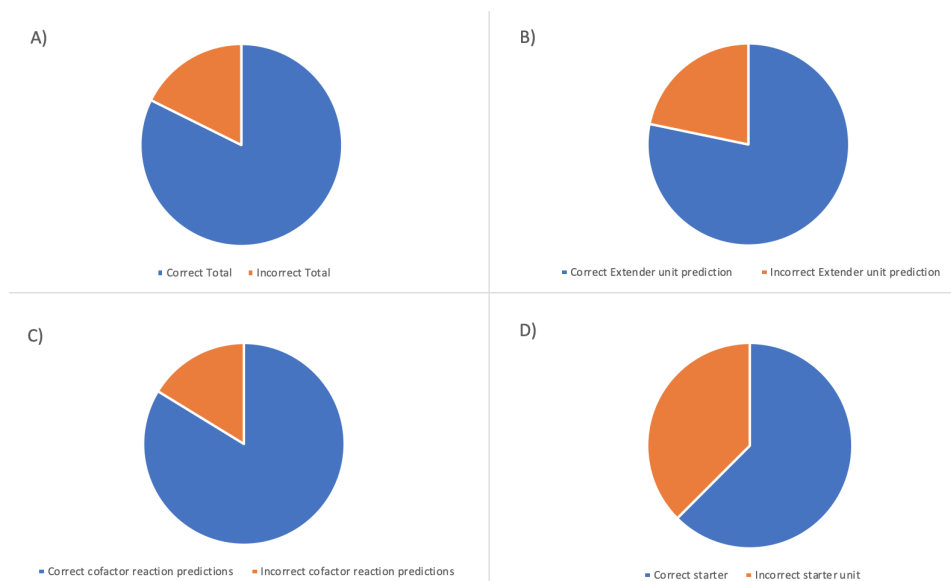 A)
Correct Total Incorrect Total
B)
Correct Extender unit prediction Incorrect Extender unit prediction
C)
Correct cofactor reaction predictions Incorrect cofactor reaction predictions
D)
Correct starter Incorrect starter unit